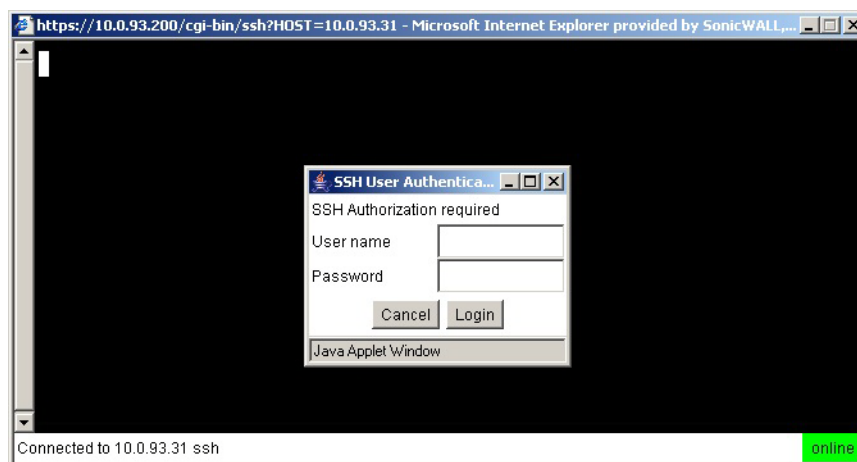 https://10.0.93.200/cgi-bin/ssh?HOST=10.0.93.31 - Microsoft Internet Explorer provided by SonicWALL,...
SSH User Authentica...
SSH Authorization required
User name
Password
Cancel Login
Java Applet Window
Connected to 10.0.93.31 ssh online